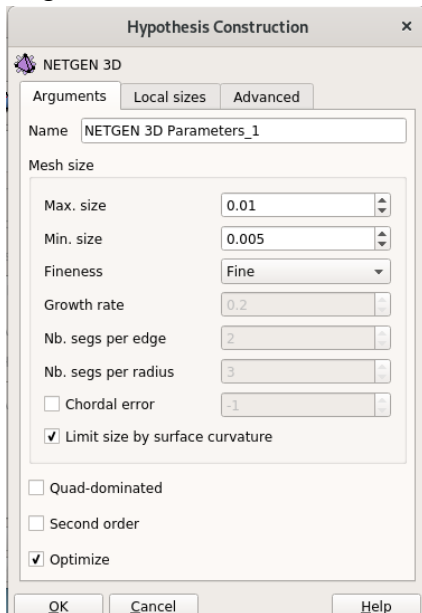 Hypothesis Construction ×
NETGEN 3D
Arguments Local sizes Advanced
Name NETGEN 3D Parameters_1
Mesh size
Max. size 0.01
Min. size 0.005
Fineness Fine
Growth rate 0.2
Nb. segs per edge 2
Nb. segs per radius 3
Chordal error -1
Limit size by surface curvature
Quad-dominated
Second order
Optimize
OK Cancel Help